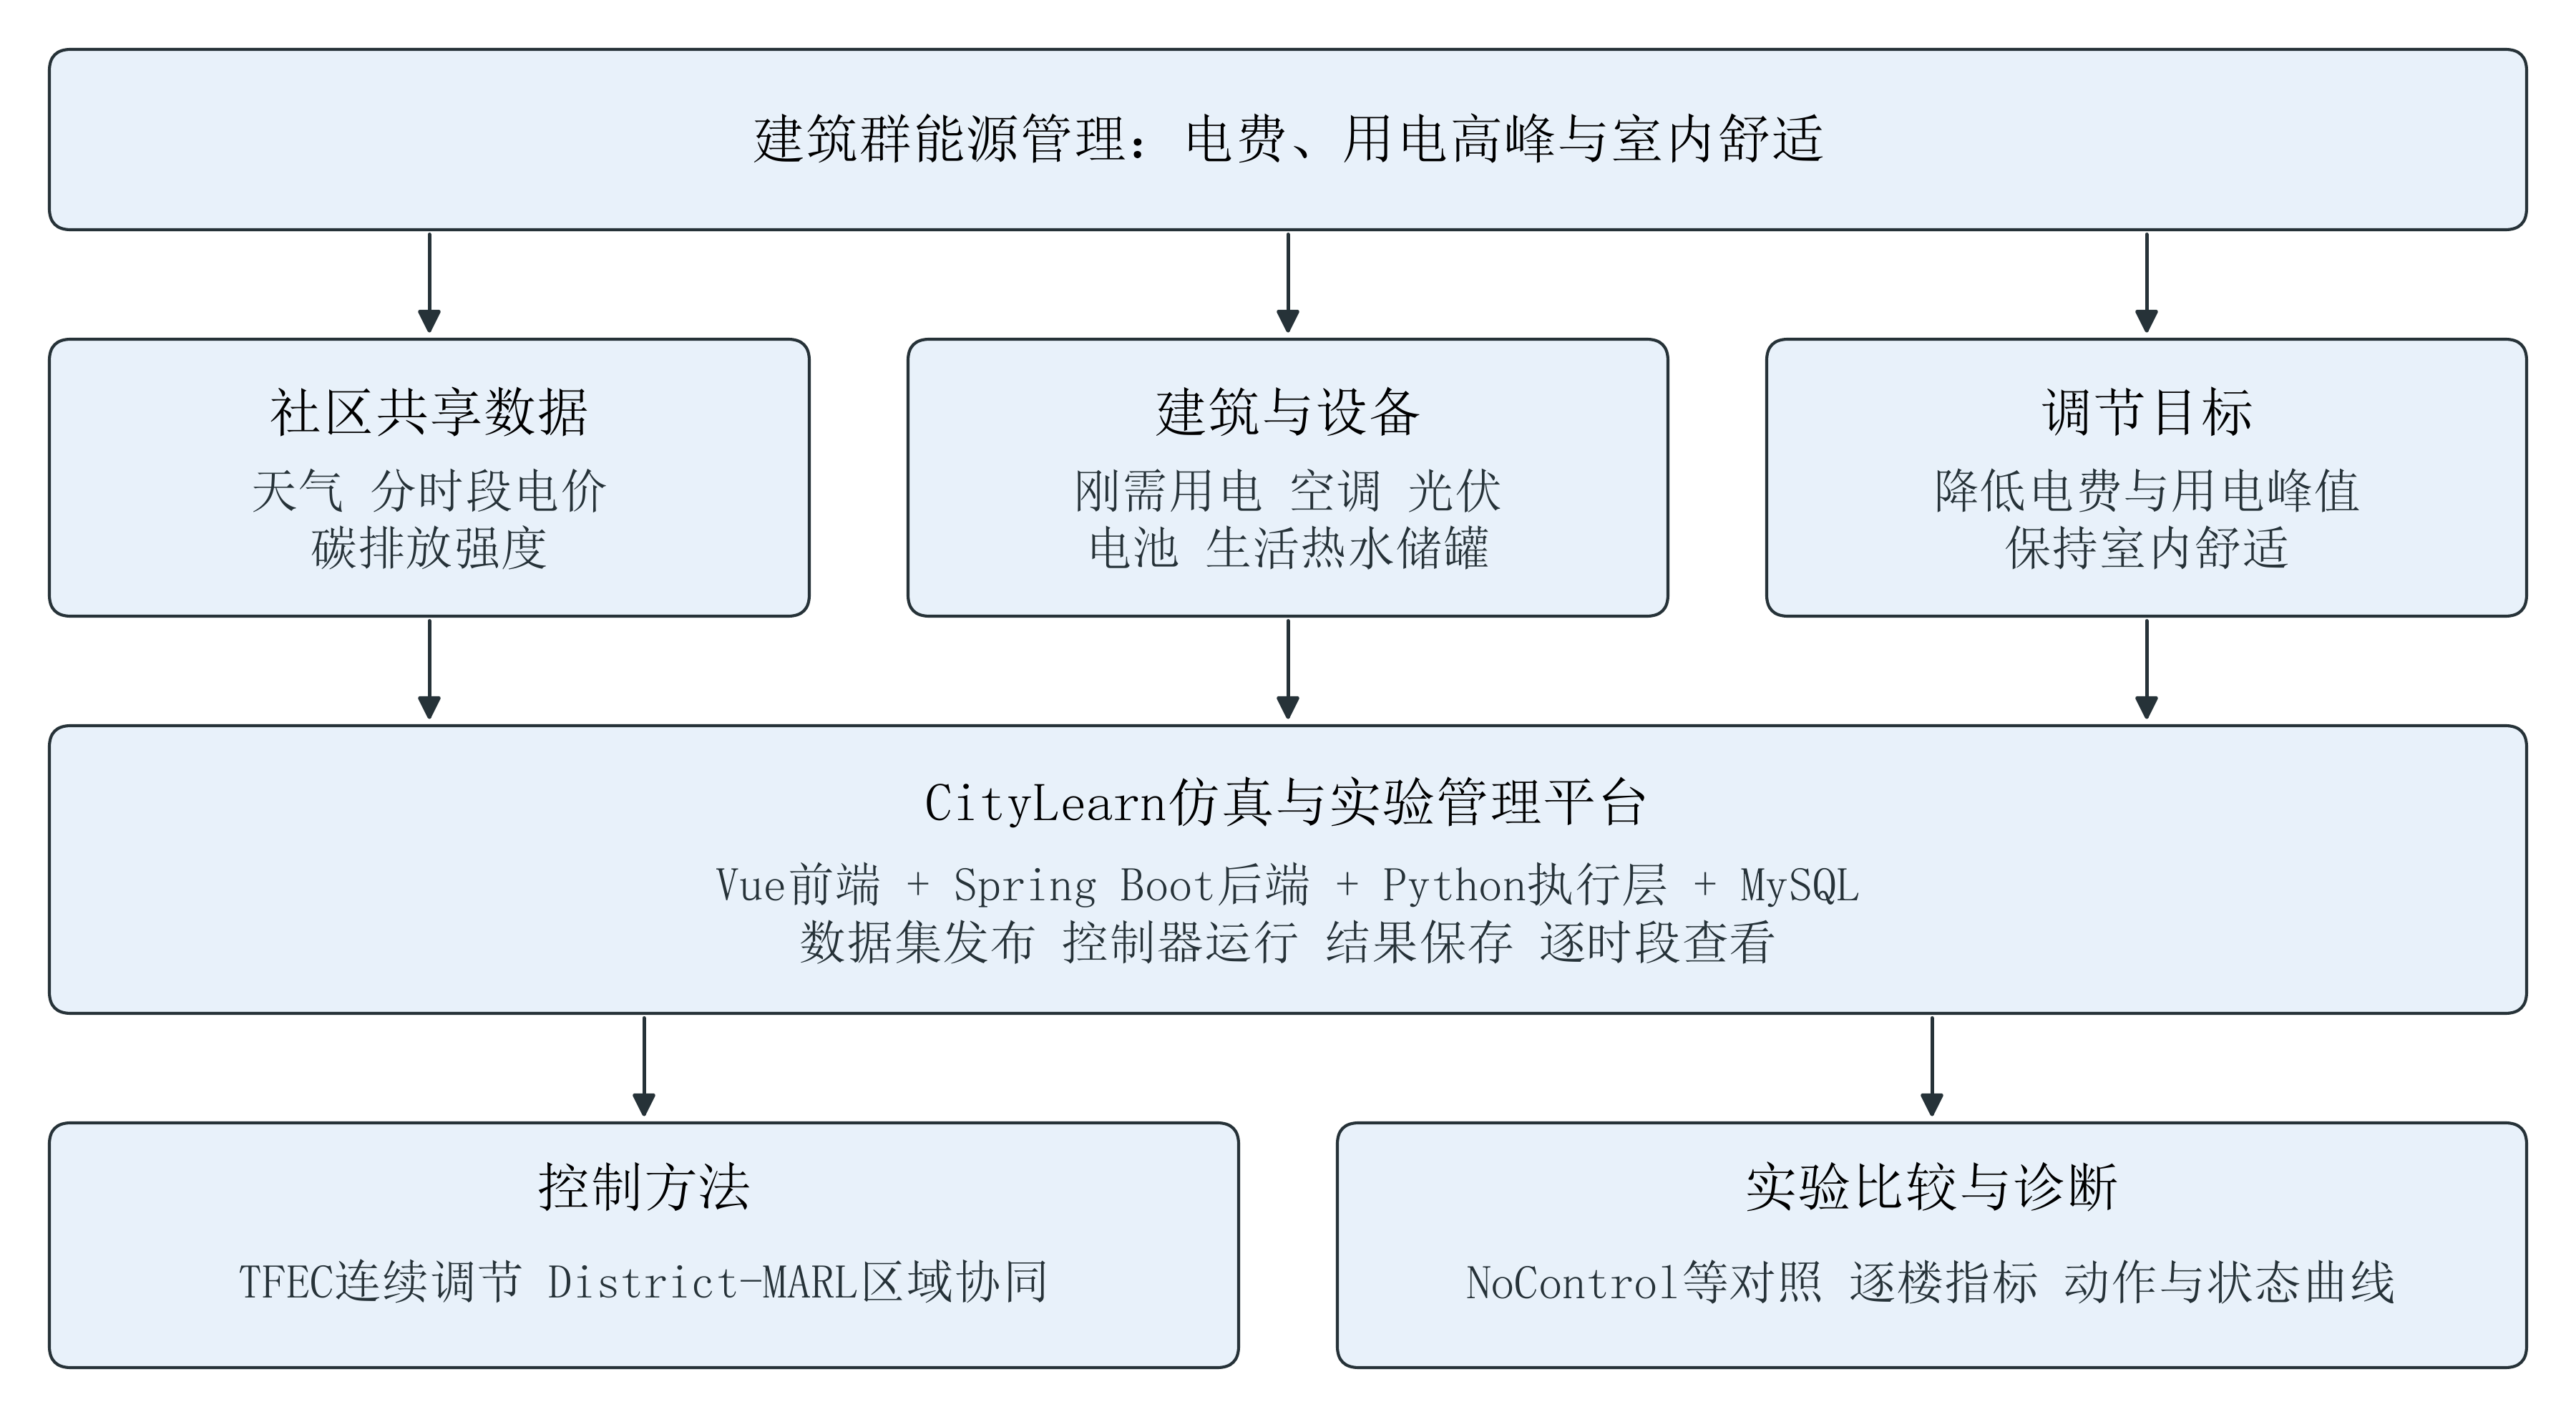 建筑群能源管理：电费、用电高峰与室内舒适
社区共享数据
天气 分时段电价
碳排放强度
建筑与设备
刚需用电 空调 光伏
电池 生活热水储罐
调节目标
降低电费与用电峰值
保持室内舒适
CityLearn仿真与实验管理平台
Vue前端 + Spring Boot后端 + Python执行层 + MySQL
数据集发布 控制器运行 结果保存 逐时段查看
控制方法
TFEC连续调节 District-MARL区域协同
实验比较与诊断
NoControl等对照 逐楼指标 动作与状态曲线